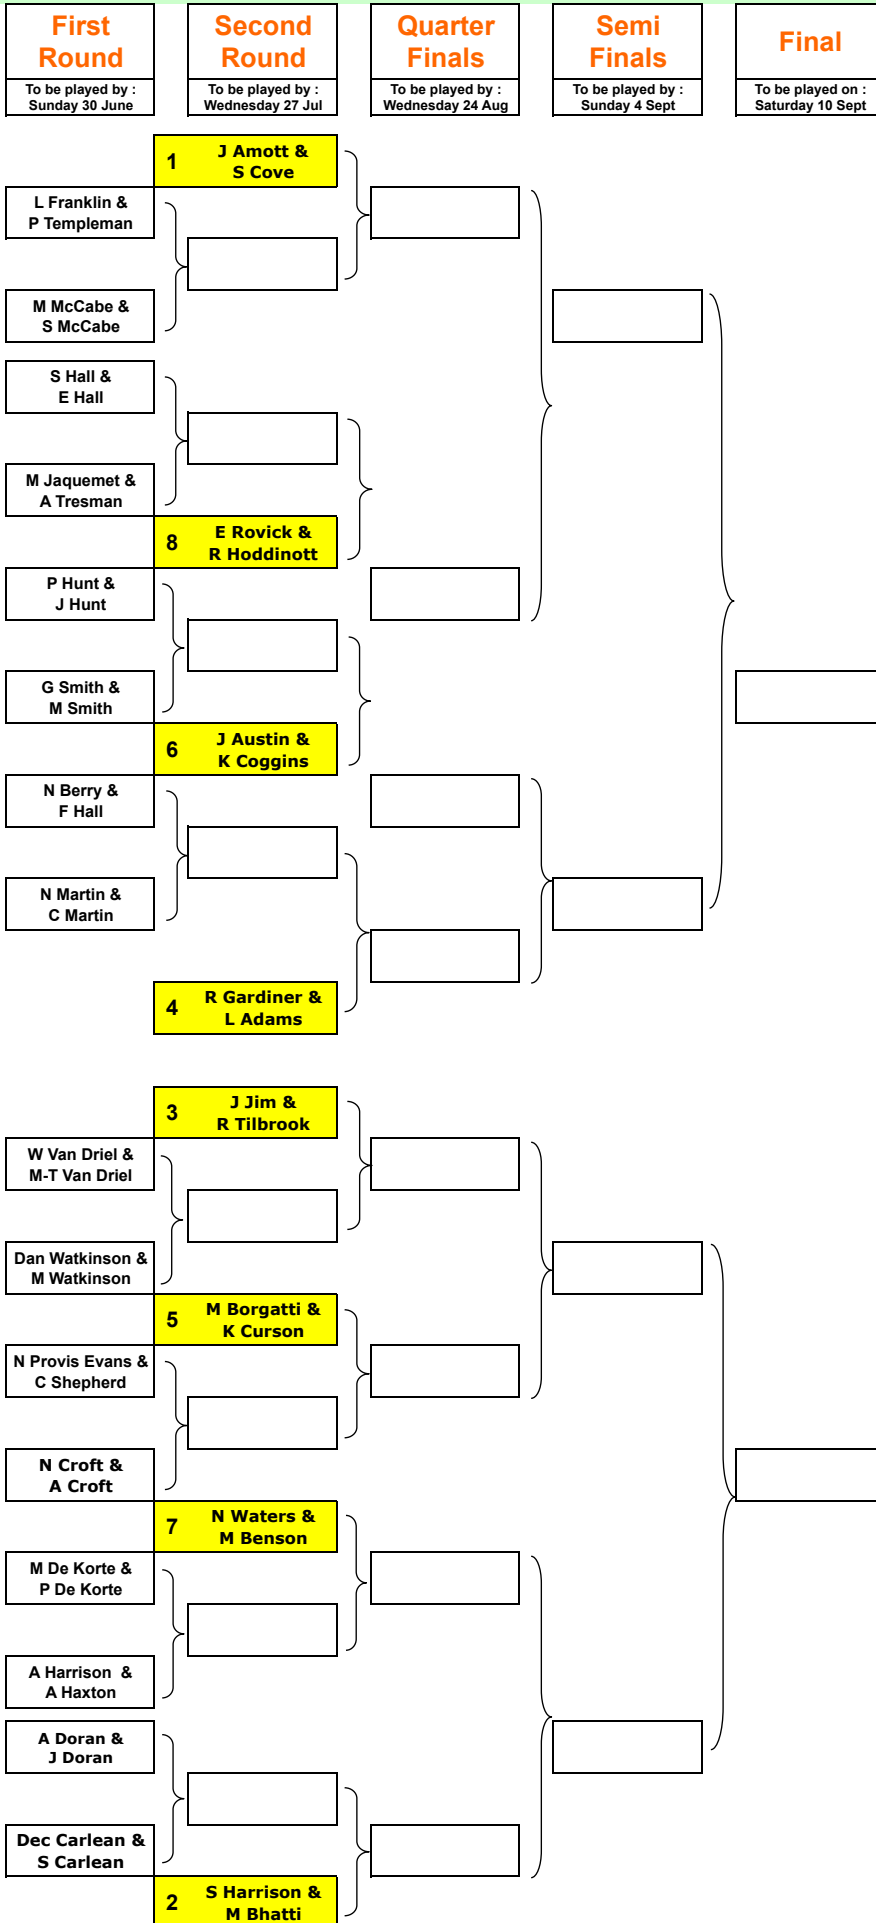 First
Round
Second
Round
Quarter
Finals
Semi
Finals
Final
To be played by :
Sunday 30 June
To be played by :
Wednesday 27 Jul
To be played by :
Wednesday 24 Aug
To be played by :
Sunday 4 Sept
To be played on :
Saturday 10 Sept
1 J Amott &
S Cove
L Franklin &
P Templeman
M McCabe &
S McCabe
S Hall &
E Hall
M Jaquemet &
A Tresman
8 E Rovick &
R Hoddinott
P Hunt &
J Hunt
G Smith &
M Smith
6 J Austin &
K Coggins
N Berry &
F Hall
N Martin &
C Martin
4 R Gardiner &
L Adams
3 J Jim &
R Tilbrook
W Van Driel &
M-T Van Driel
Dan Watkinson &
M Watkinson
5 M Borgatti &
K Curson
N Provis Evans &
C Shepherd
N Croft &
A Croft
7 N Waters &
M Benson
M De Korte &
P De Korte
A Harrison &
A Haxton
A Doran &
J Doran
Dec Carlean &
S Carlean
2 S Harrison &
M Bhatti